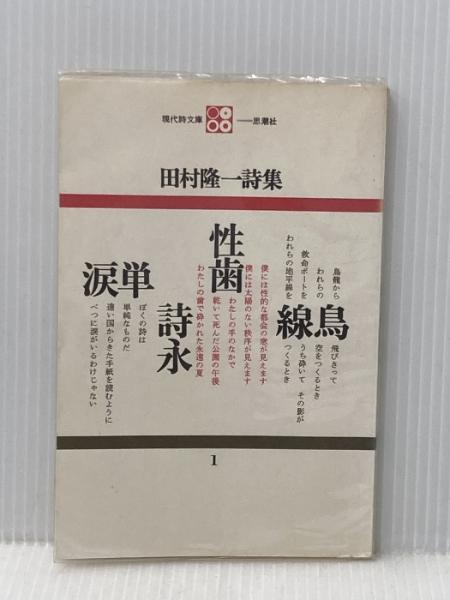 現代詩文庫 ――思潮社
田村隆一詩集
鳥
線
鳥籠から 飛びさって
われらの 空をつくるとき
救命ボートを うち砕いて その影が
われらの地平線を つくるとき
性
歯
僕には性的な都会の窓が見えます
僕には太陽のない秩序が見えます
わたしの手のなかで
乾いて死んだ公園の午後
わたしの歯で砕かれた永遠の夏
詩
永
単
涙
ぼくの詩は
単純なものだ
遠い国からきた手紙を読むように
べつに涙がいるわけじゃない
1